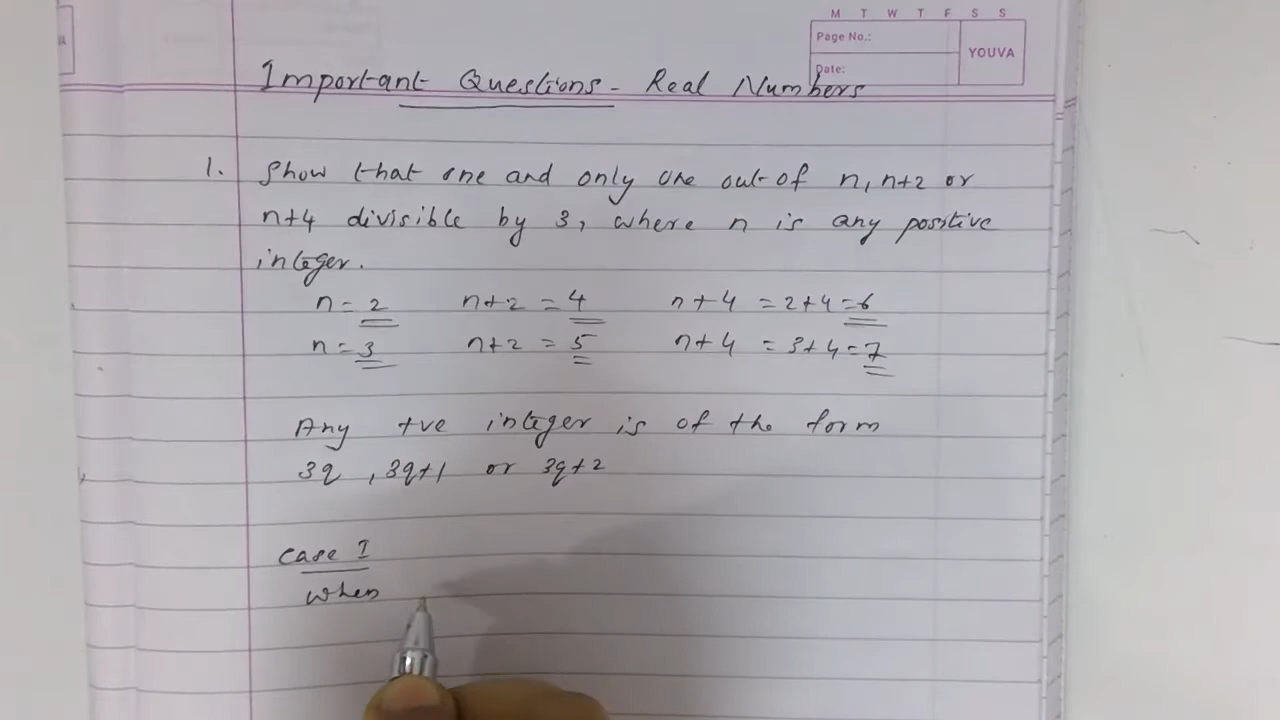 M T W T F S S
Page No.:
YOUVA
Date:
Important Questions - Real Numbers
1. Show that one and only one out of n, n+2 or
n+4 divisible by 3, where n is any positive
integer.
n = 2 n+2 = 4 n+4 = 2+4 = 6
n = 3 n+2 = 5 n+4 = 3+4 = 7
Any +ve integer is of the form
3q , 3q+1 or 3q+2
Case I
When